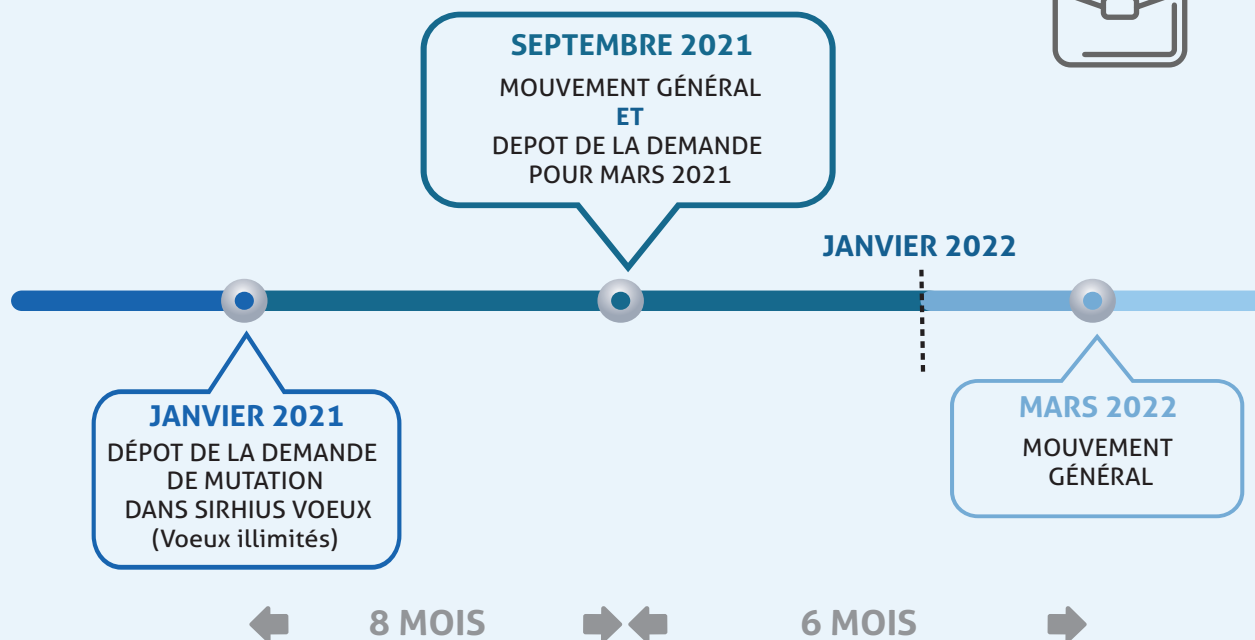 SEPTEMBRE 2021
MOUVEMENT GÉNÉRAL
ET
DEPOT DE LA DEMANDE
POUR MARS 2021
JANVIER 2022
JANVIER 2021
DÉPOT DE LA DEMANDE
DE MUTATION
DANS SIRHIUS VOEUX
(Voeux illimités)
MARS 2022
MOUVEMENT
GÉNÉRAL
8 MOIS
6 MOIS